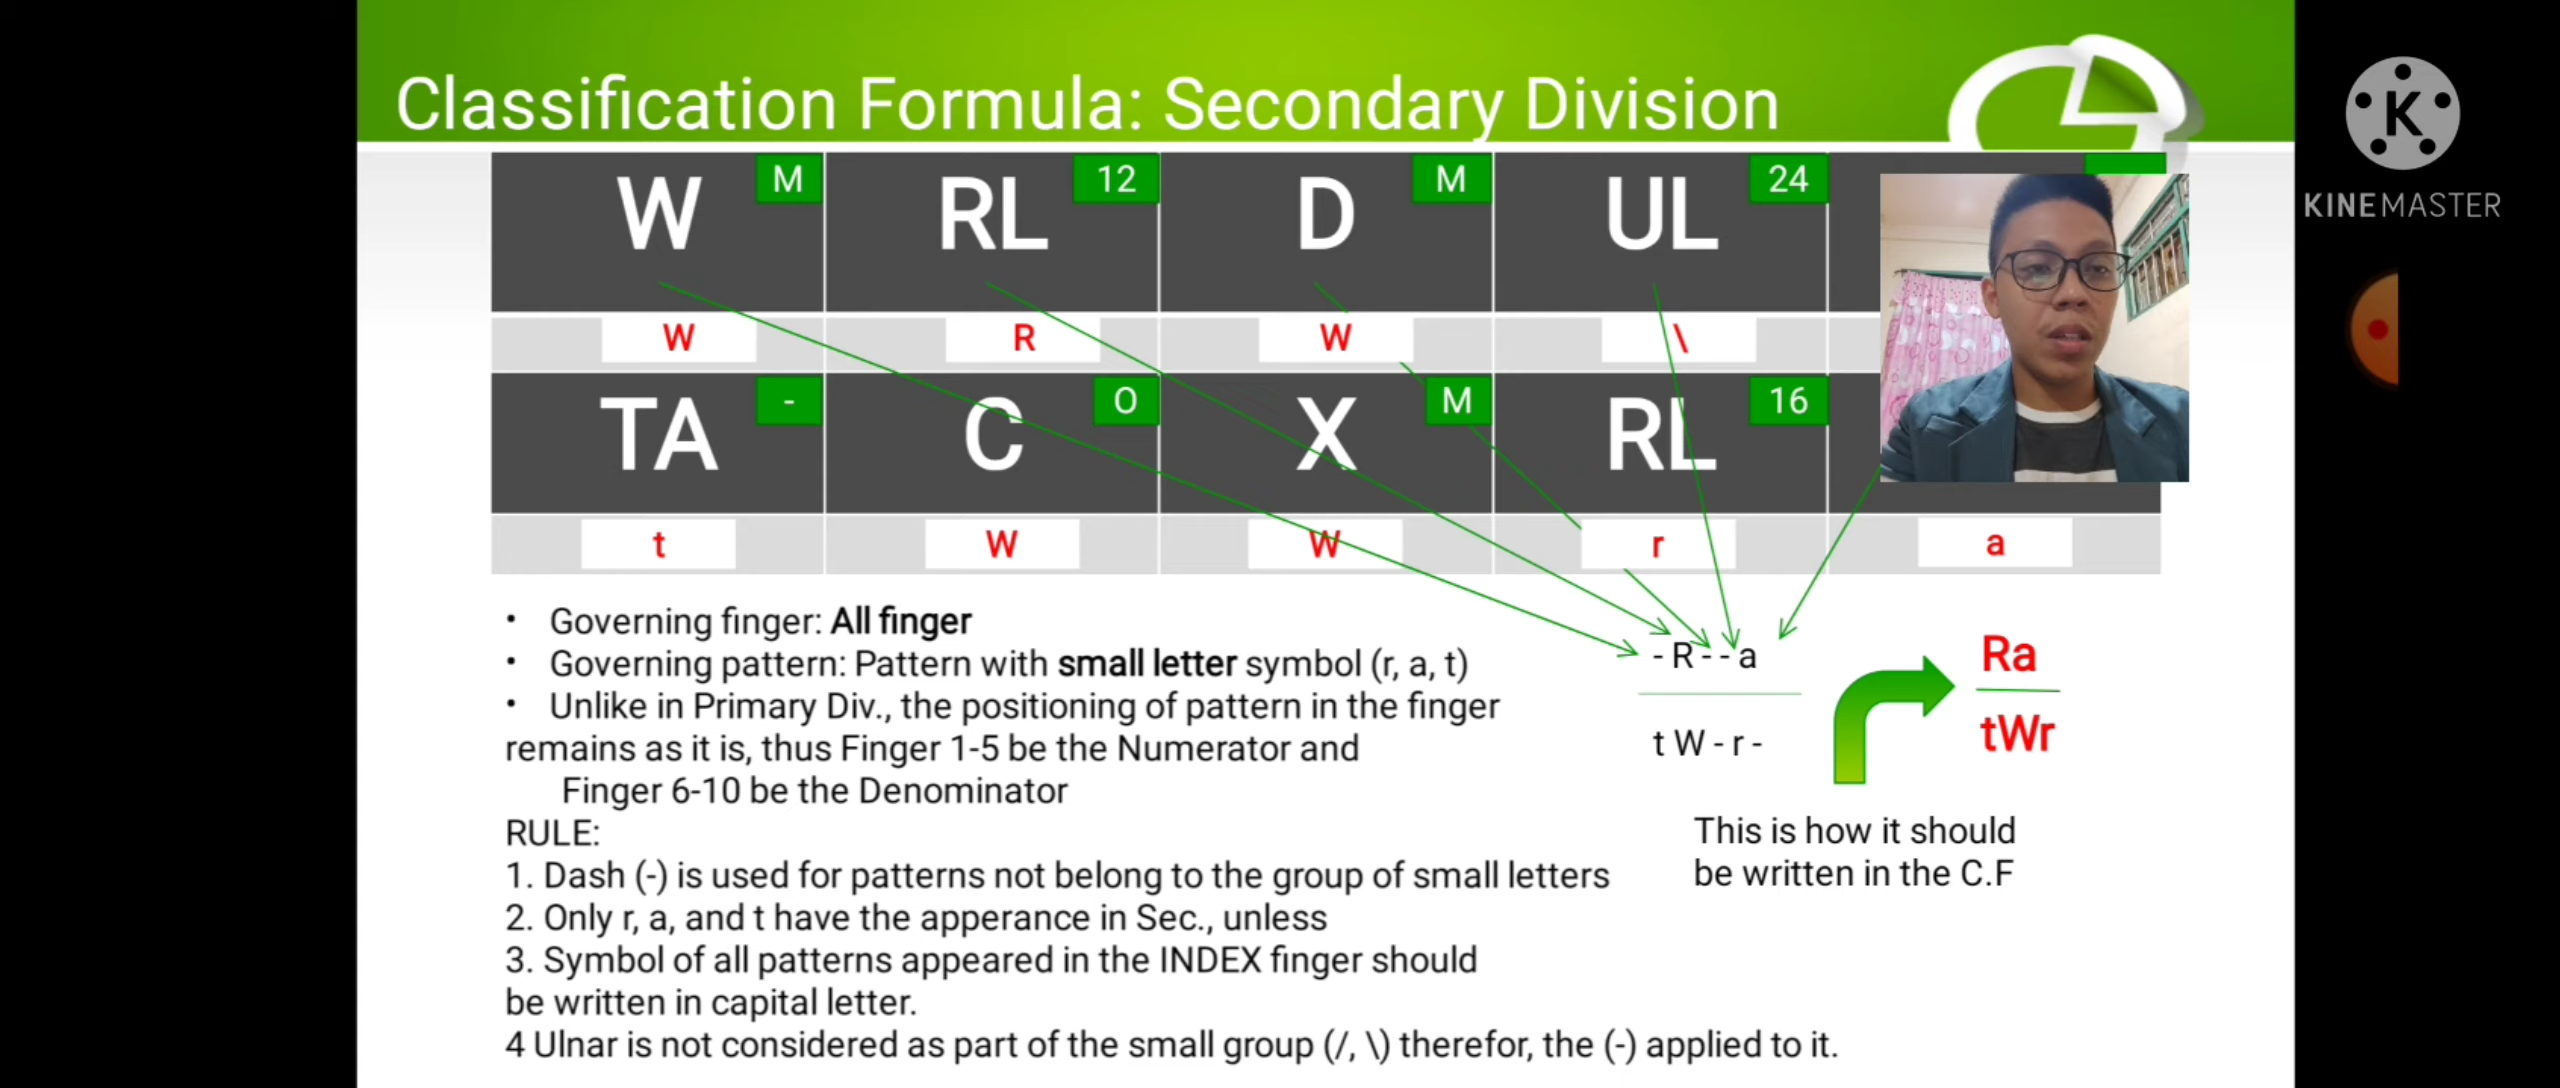 Classification Formula: Secondary Division
K
KINEMASTER
W M RL 12 D M UL 24
W R W \
TA - C O X M RL 16
t W W r a
• Governing finger: All finger
• Governing pattern: Pattern with small letter symbol (r, a, t)
• Unlike in Primary Div., the positioning of pattern in the finger
remains as it is, thus Finger 1-5 be the Numerator and
Finger 6-10 be the Denominator
RULE:
1. Dash (-) is used for patterns not belong to the group of small letters
2. Only r, a, and t have the apperance in Sec., unless
3. Symbol of all patterns appeared in the INDEX finger should
be written in capital letter.
4 Ulnar is not considered as part of the small group (/, \) therefor, the (-) applied to it.
- R - - a
t W - r -
Ra
tWr
This is how it should
be written in the C.F